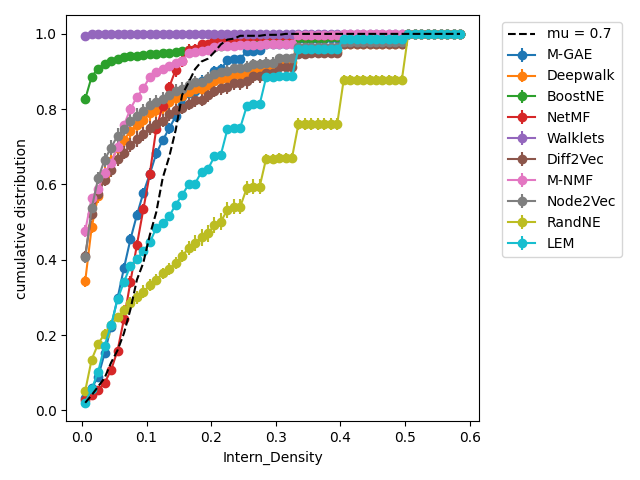 1.0
0.8
0.6
0.4
0.2
0.0
cumulative distribution
0.0 0.1 0.2 0.3 0.4 0.5 0.6
Intern_Density
mu = 0.7
M-GAE
Deepwalk
BoostNE
NetMF
Walklets
Diff2Vec
M-NMF
Node2Vec
RandNE
LEM